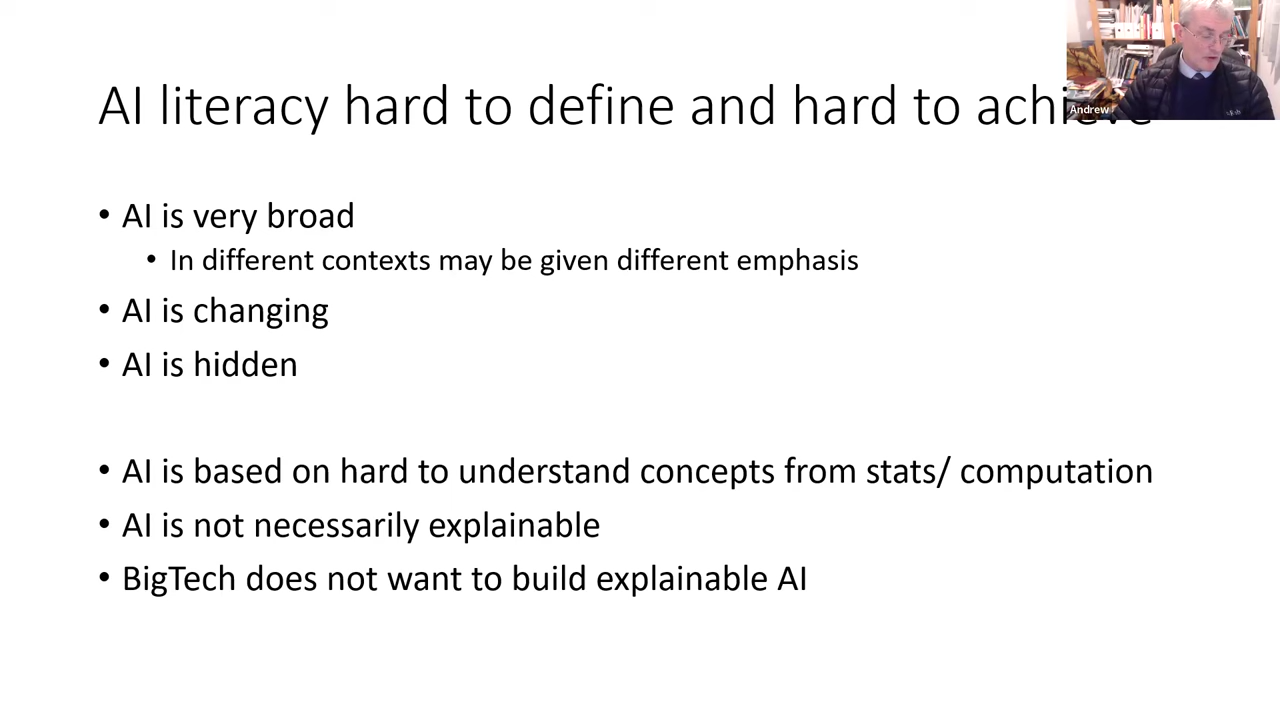 AI literacy hard to define and hard to achieve
Andrew
• AI is very broad
• In different contexts may be given different emphasis
• AI is changing
• AI is hidden
• AI is based on hard to understand concepts from stats/ computation
• AI is not necessarily explainable
• BigTech does not want to build explainable AI